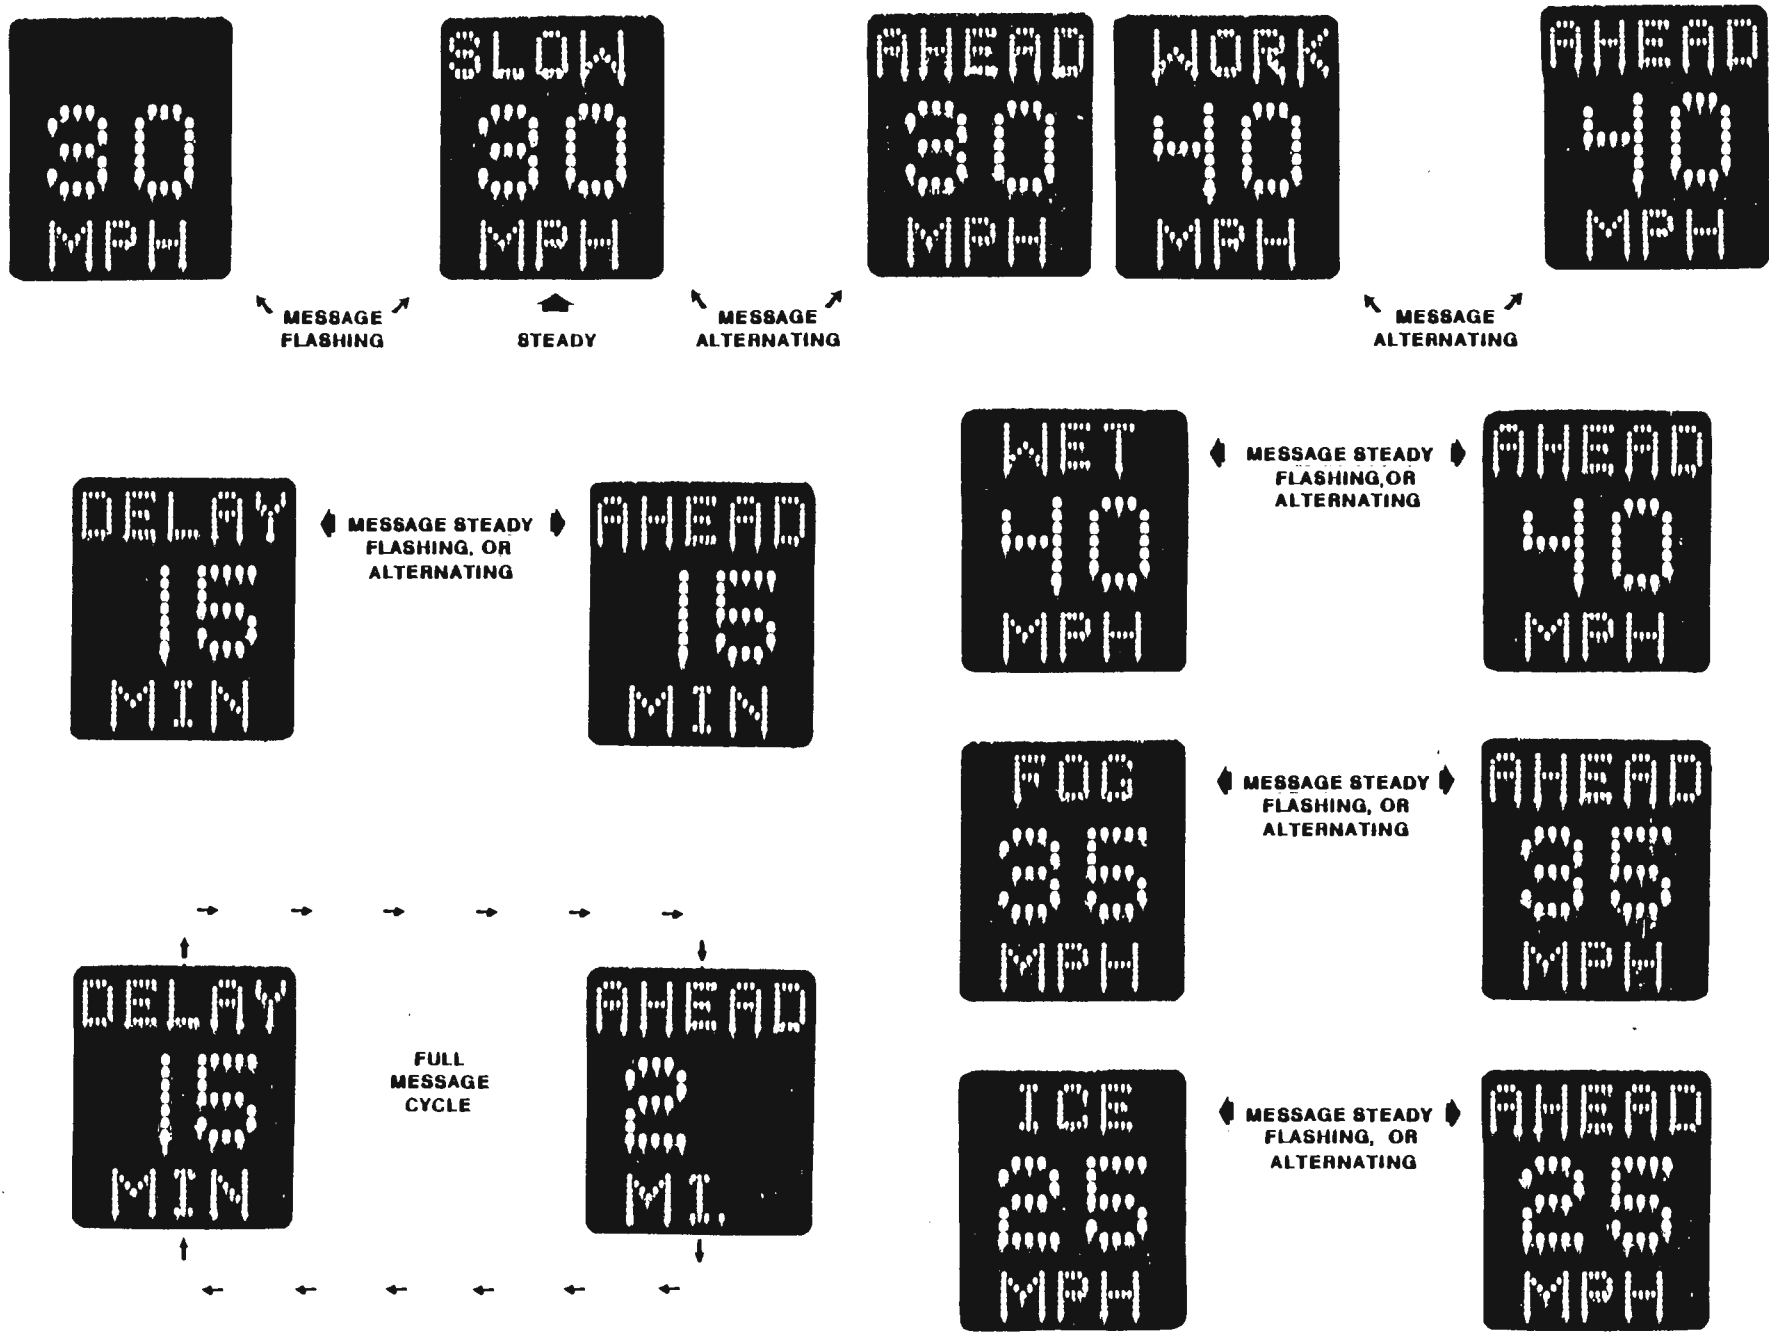 30
MPH
MESSAGE
FLASHING
SLOW
30
MPH
STEADY
MESSAGE
ALTERNATING
AHEAD
30
MPH
WORK
40
MPH
MESSAGE
ALTERNATING
AHEAD
40
MPH
DELAY
15
MIN
MESSAGE STEADY
FLASHING, OR
ALTERNATING
AHEAD
15
MIN
WET
40
MPH
MESSAGE STEADY
FLASHING, OR
ALTERNATING
AHEAD
40
MPH
FOG
35
MPH
MESSAGE STEADY
FLASHING, OR
ALTERNATING
AHEAD
35
MPH
DELAY
15
MIN
FULL
MESSAGE
CYCLE
AHEAD
2
MI.
ICE
25
MPH
MESSAGE STEADY
FLASHING, OR
ALTERNATING
AHEAD
25
MPH